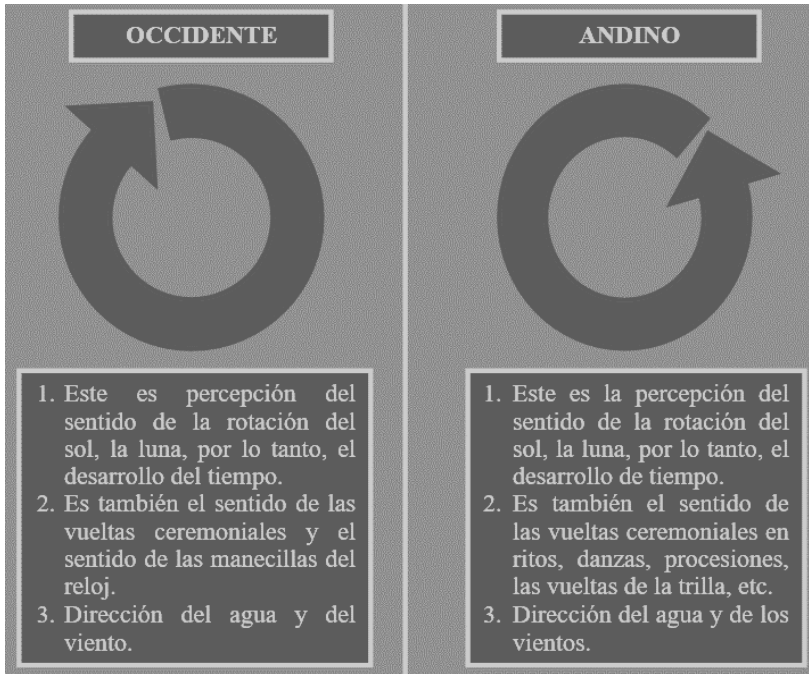 OCCIDENTE
1. Este es percepción del
sentido de la rotación del
sol, la luna, por lo tanto, el
desarrollo del tiempo.
2. Es también el sentido de las
vueltas ceremoniales y el
sentido de las manecillas del
reloj.
3. Dirección del agua y del
viento.
ANDINO
1. Este es la percepción del
sentido de la rotación del
sol, la luna, por lo tanto, el
desarrollo de tiempo.
2. Es también el sentido de
las vueltas ceremoniales en
ritos, danzas, procesiones,
las vueltas de la trilla, etc.
3. Dirección del agua y de los
vientos.